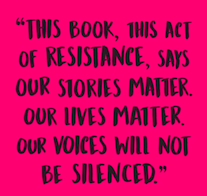 “THIS BOOK, THIS ACT
OF RESISTANCE, SAYS
OUR STORIES MATTER.
OUR LIVES MATTER.
OUR VOICES WILL NOT
BE SILENCED.”